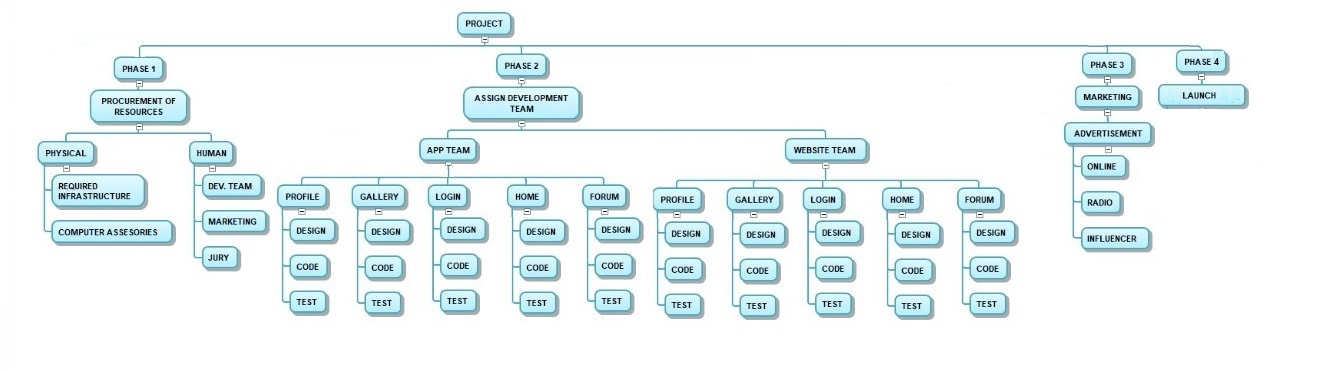 PROJECT
PHASE 1
PHASE 2
PHASE 3
PHASE 4
PROCUREMENT OF
RESOURCES
ASSIGN DEVELOPMENT
TEAM
MARKETING
LAUNCH
PHYSICAL
HUMAN
APP TEAM
WEBSITE TEAM
ADVERTISEMENT
REQUIRED
INFRASTRUCTURE
COMPUTER ASSESORIES
DEV. TEAM
MARKETING
JURY
PROFILE
GALLERY
LOGIN
HOME
FORUM
DESIGN
DESIGN
DESIGN
DESIGN
DESIGN
CODE
CODE
CODE
CODE
CODE
TEST
TEST
TEST
TEST
TEST
PROFILE
GALLERY
LOGIN
HOME
FORUM
DESIGN
DESIGN
DESIGN
DESIGN
DESIGN
CODE
CODE
CODE
CODE
CODE
TEST
TEST
TEST
TEST
TEST
ONLINE
RADIO
INFLUENCER